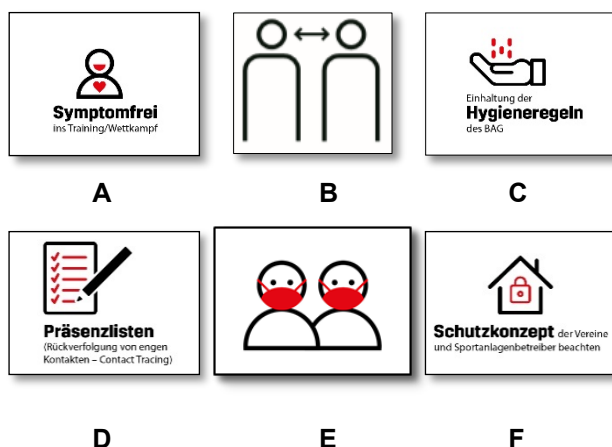 Symptomfrei
ins Training/Wettkampf
Einhaltung der
Hygieneregeln
des BAG
A
B
C
Präsenzlisten
(Rückverfolgung von engen
Kontakten – Contact Tracing)
Schutzkonzept der Vereine
und Sportanlagenbetreiber beachten
D
E
F